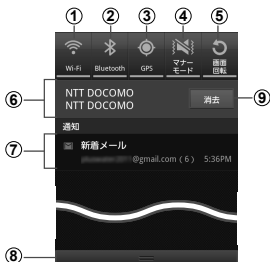 ① ② ③ ④ ⑤
Wi-Fi Bluetooth GPS マナーモード 画面回転
⑥
NTT DOCOMO
NTT DOCOMO
消去 ⑨
通知
⑦
新着メール
@gmail.com ( 6 ) 5:36PM
⑧